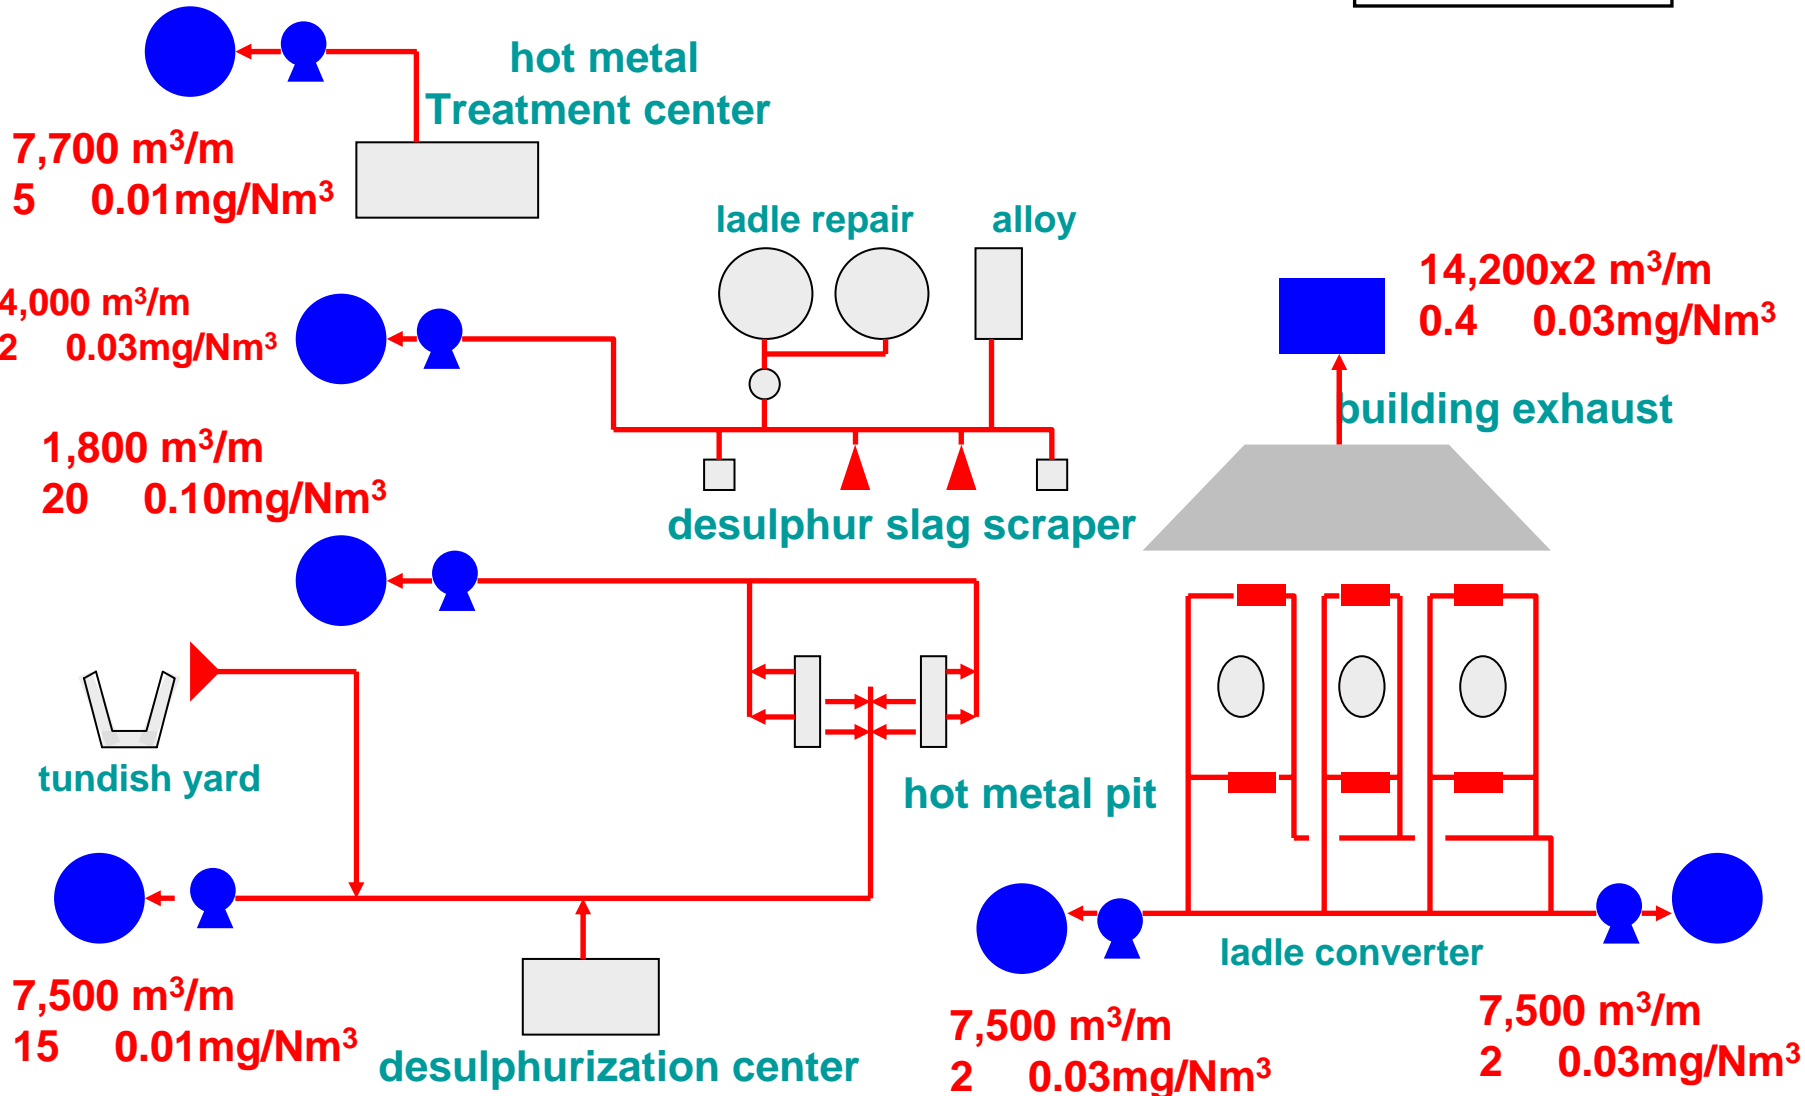 hot metal
Treatment center
7,700 m³/m
5 0.01mg/Nm³
ladle repair alloy
4,000 m³/m
2 0.03mg/Nm³
14,200x2 m³/m
0.4 0.03mg/Nm³
building exhaust
1,800 m³/m
20 0.10mg/Nm³
desulphur slag scraper
tundish yard
hot metal pit
ladle converter
7,500 m³/m
15 0.01mg/Nm³
desulphurization center
7,500 m³/m
2 0.03mg/Nm³
7,500 m³/m
2 0.03mg/Nm³